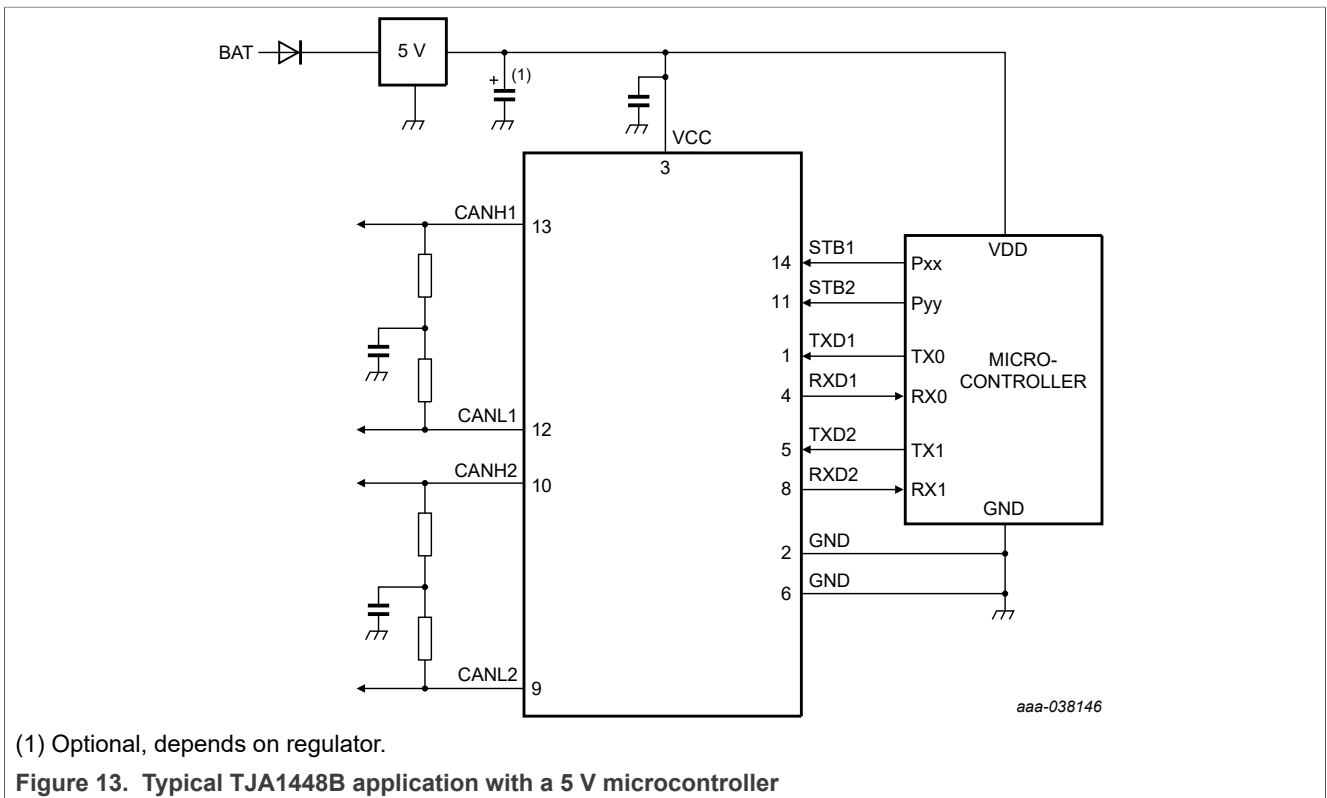 BAT
5 V
+
(1)
VCC
3
CANH1
13
STB1
14
Pxx
VDD
STB2
11
Pyy
TXD1
1
TX0
MICRO-
CONTROLLER
RXD1
4
RX0
CANL1
12
TXD2
5
TX1
CANH2
10
RXD2
8
RX1
GND
2
GND
6
GND
CANL2
9
aaa-038146
(1) Optional, depends on regulator.
Figure 13. Typical TJA1448B application with a 5 V microcontroller